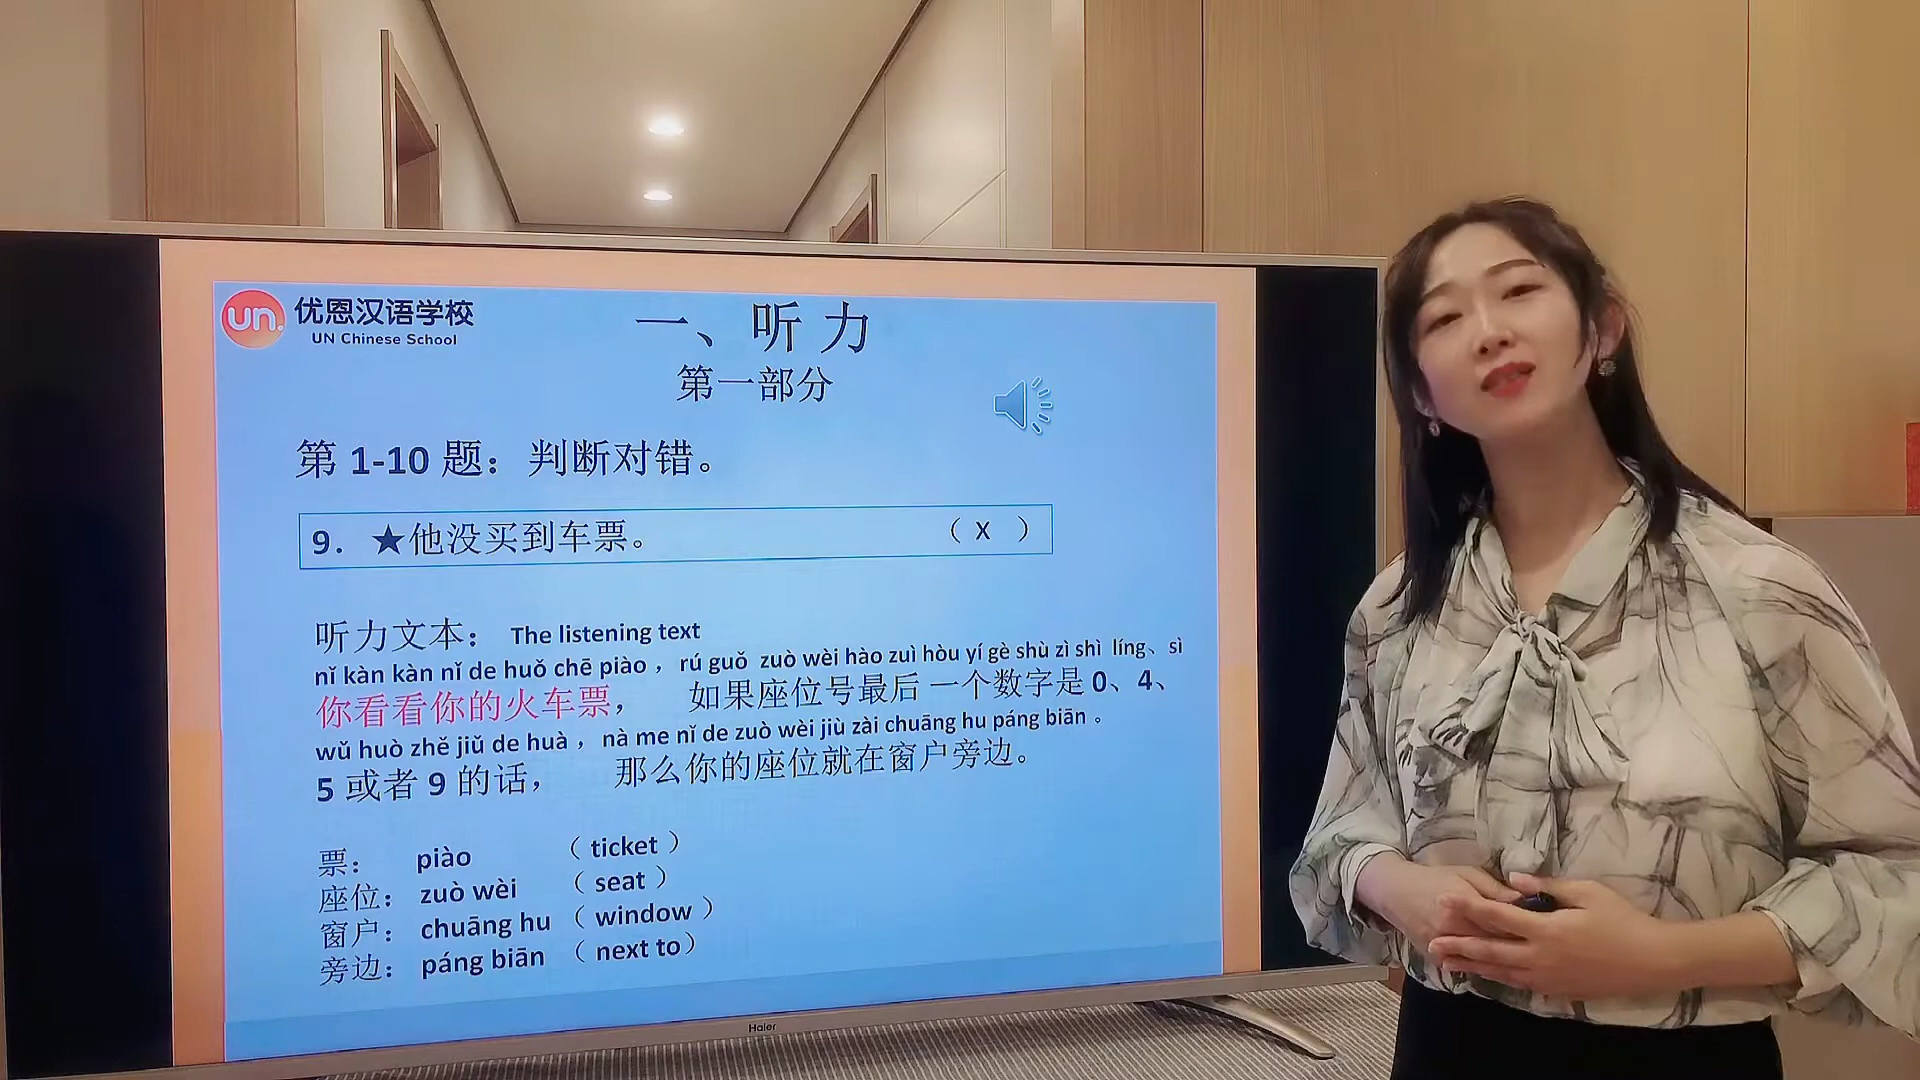 un.
优恩汉语学校
UN Chinese School
一、听 力
第一部分
第 1-10 题：判断对错。
9. ★他没买到车票。 （ X ）
听力文本： The listening text
nǐ kàn kàn nǐ de huǒ chē piào ，rú guǒ zuò wèi hào zuì hòu yí gè shù zì shì líng、sì
你看看你的火车票， 如果座位号最后 一个数字是 0、4、
wǔ huò zhě jiǔ de huà ，nà me nǐ de zuò wèi jiù zài chuāng hu páng biān 。
5 或者 9 的话， 那么你的座位就在窗户旁边。
票： piào （ ticket ）
座位： zuò wèi （ seat ）
窗户： chuāng hu （ window ）
旁边： páng biān （ next to）
Haier